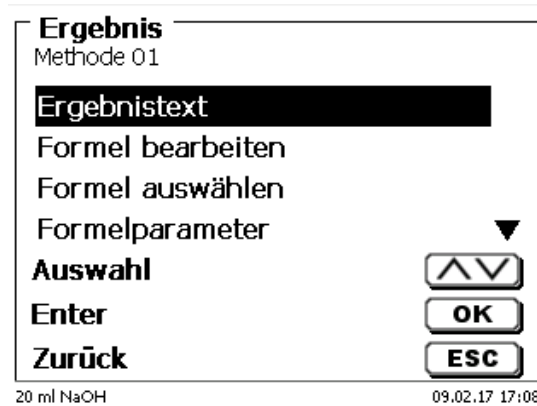 Ergebnis
Methode 01
Ergebnistext
Formel bearbeiten
Formel auswählen
Formelparameter
Auswahl
Enter OK
Zurück ESC
20 ml NaOH 09.02.17 17:08